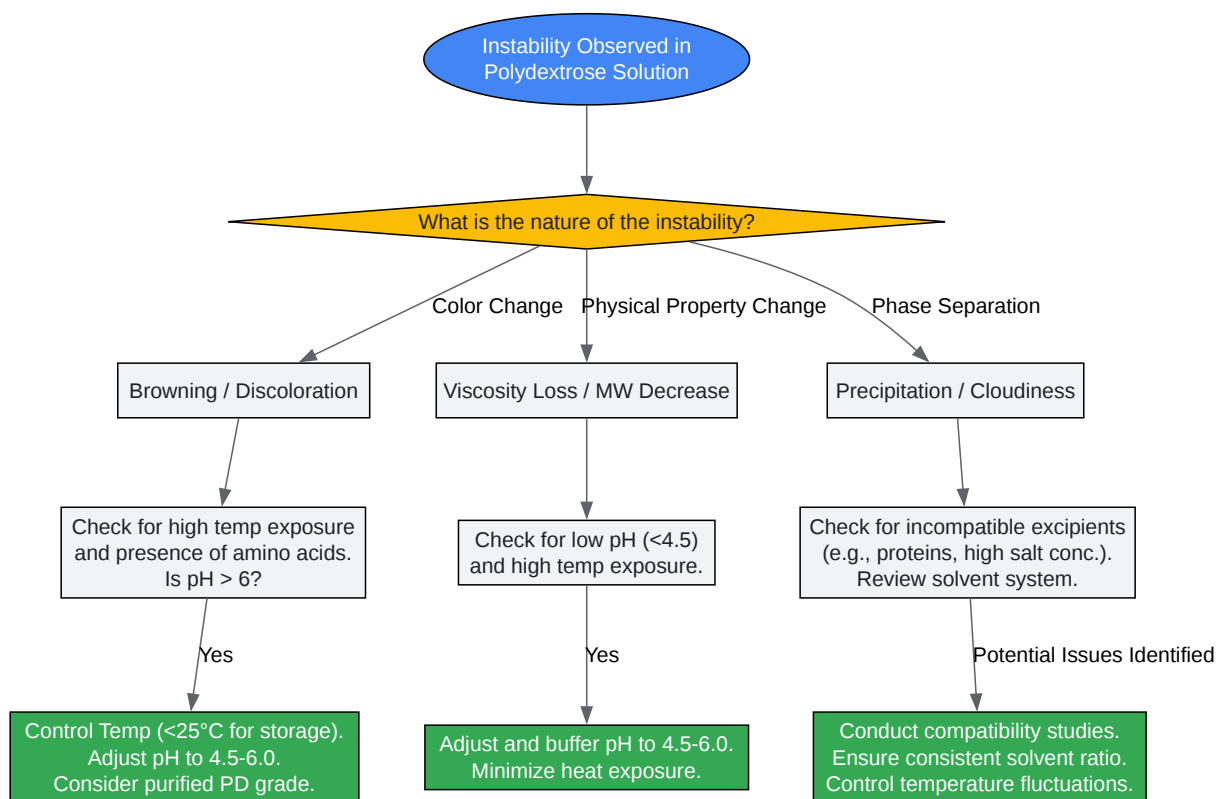 Instability Observed in
Polydextrose Solution
What is the nature of the instability?
Color Change
Physical Property Change
Phase Separation
Browning / Discoloration
Viscosity Loss / MW Decrease
Precipitation / Cloudiness
Check for high temp exposure
and presence of amino acids.
Is pH > 6?
Check for low pH (<4.5)
and high temp exposure.
Check for incompatible excipients
(e.g., proteins, high salt conc.).
Review solvent system.
Yes
Yes
Potential Issues Identified
Control Temp (<25°C for storage).
Adjust pH to 4.5-6.0.
Consider purified PD grade.
Adjust and buffer pH to 4.5-6.0.
Minimize heat exposure.
Conduct compatibility studies.
Ensure consistent solvent ratio.
Control temperature fluctuations.